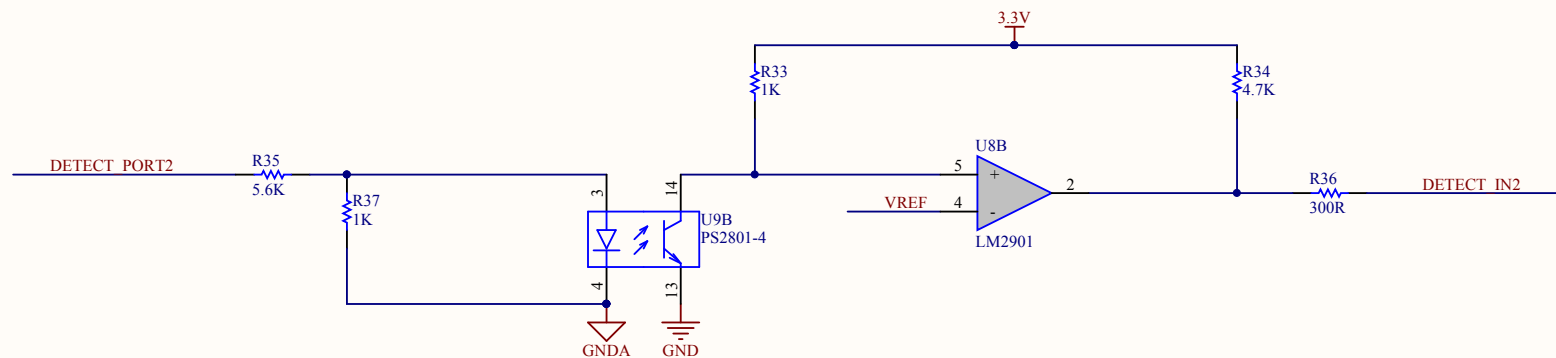 3.3V
R33
1K
R34
4.7K
U8B
DETECT_PORT2
R35
5.6K
R37
1K
3
14
5
+
2
R36
300R
DETECT_IN2
VREF
4
-
LM2901
U9B
PS2801-4
4
13
GNDA
GND